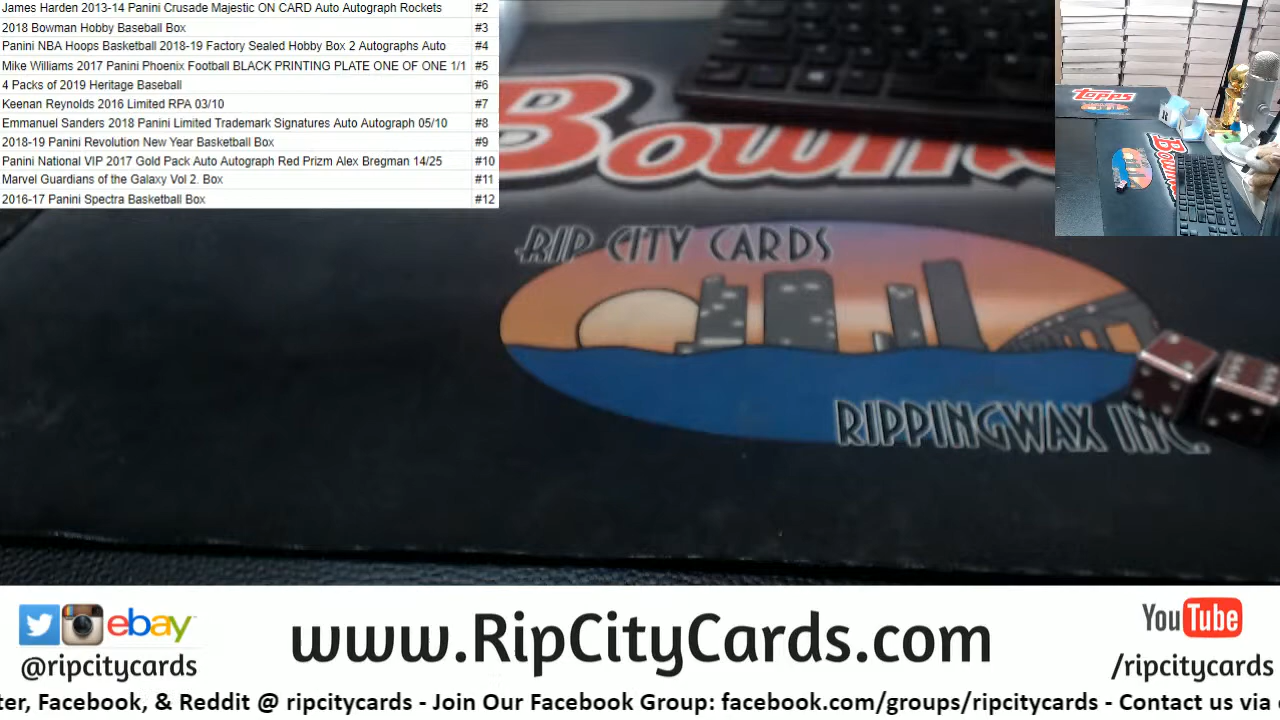 James Harden 2013-14 Panini Crusade Majestic ON CARD Auto Autograph Rockets #2
2018 Bowman Hobby Baseball Box #3
Panini NBA Hoops Basketball 2018-19 Factory Sealed Hobby Box 2 Autographs Auto #4
Mike Williams 2017 Panini Phoenix Football BLACK PRINTING PLATE ONE OF ONE 1/1 #5
4 Packs of 2019 Heritage Baseball #6
Keenan Reynolds 2016 Limited RPA 03/10 #7
Emmanuel Sanders 2018 Panini Limited Trademark Signatures Auto Autograph 05/10 #8
2018-19 Panini Revolution New Year Basketball Box #9
Panini National VIP 2017 Gold Pack Auto Autograph Red Prizm Alex Bregman 14/25 #10
Marvel Guardians of the Galaxy Vol 2. Box #11
2016-17 Panini Spectra Basketball Box #12
Topps
Bowm
RIP CITY CARDS
RIPPINGWAX INC.
ebay
@ripcitycards
www.RipCityCards.com
YouTube
/ripcitycards
ter, Facebook, & Reddit @ ripcitycards - Join Our Facebook Group: facebook.com/groups/ripcitycards - Contact us via